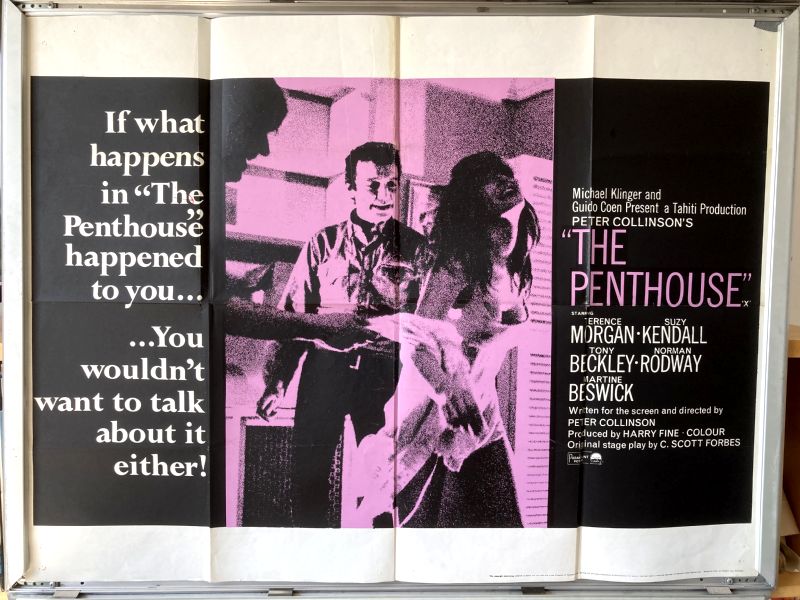 If what
happens
in “The
Penthouse”
happened
to you...
...You
wouldn’t
want to talk
about it
either!
Michael Klinger and
Guido Coen Present a Tahiti Production
PETER COLLINSON'S
“THE
PENTHOUSE” ‘X’
STARRING
TERENCE SUZY
MORGAN·KENDALL
TONY NORMAN
BECKLEY·RODWAY
MARTINE
BESWICK
Written for the screen and directed by
PETER COLLINSON
Produced by HARRY FINE · COLOUR
Original stage play by C. SCOTT FORBES